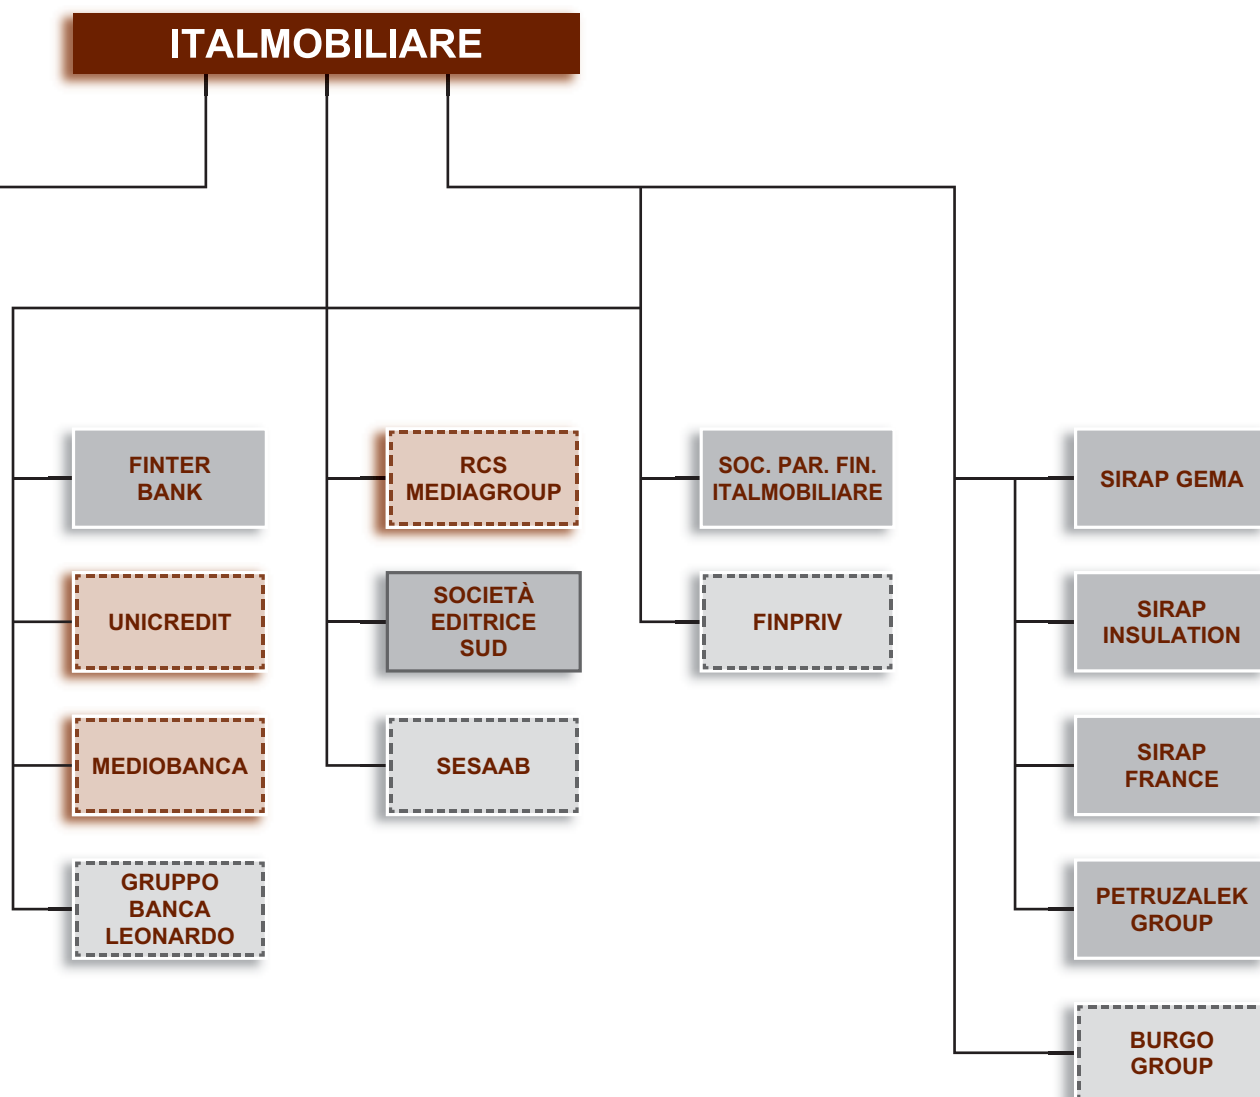 ITALMOBILIARE
FINTER
BANK
UNICREDIT
MEDIOBANCA
GRUPPO
BANCA
LEONARDO
RCS
MEDIAGROUP
SOCIETÀ
EDITRICE
SUD
SESAAB
SOC. PAR. FIN.
ITALMOBILIARE
FINPRIV
SIRAP GEMA
SIRAP
INSULATION
SIRAP
FRANCE
PETRUZALEK
GROUP
BURGO
GROUP